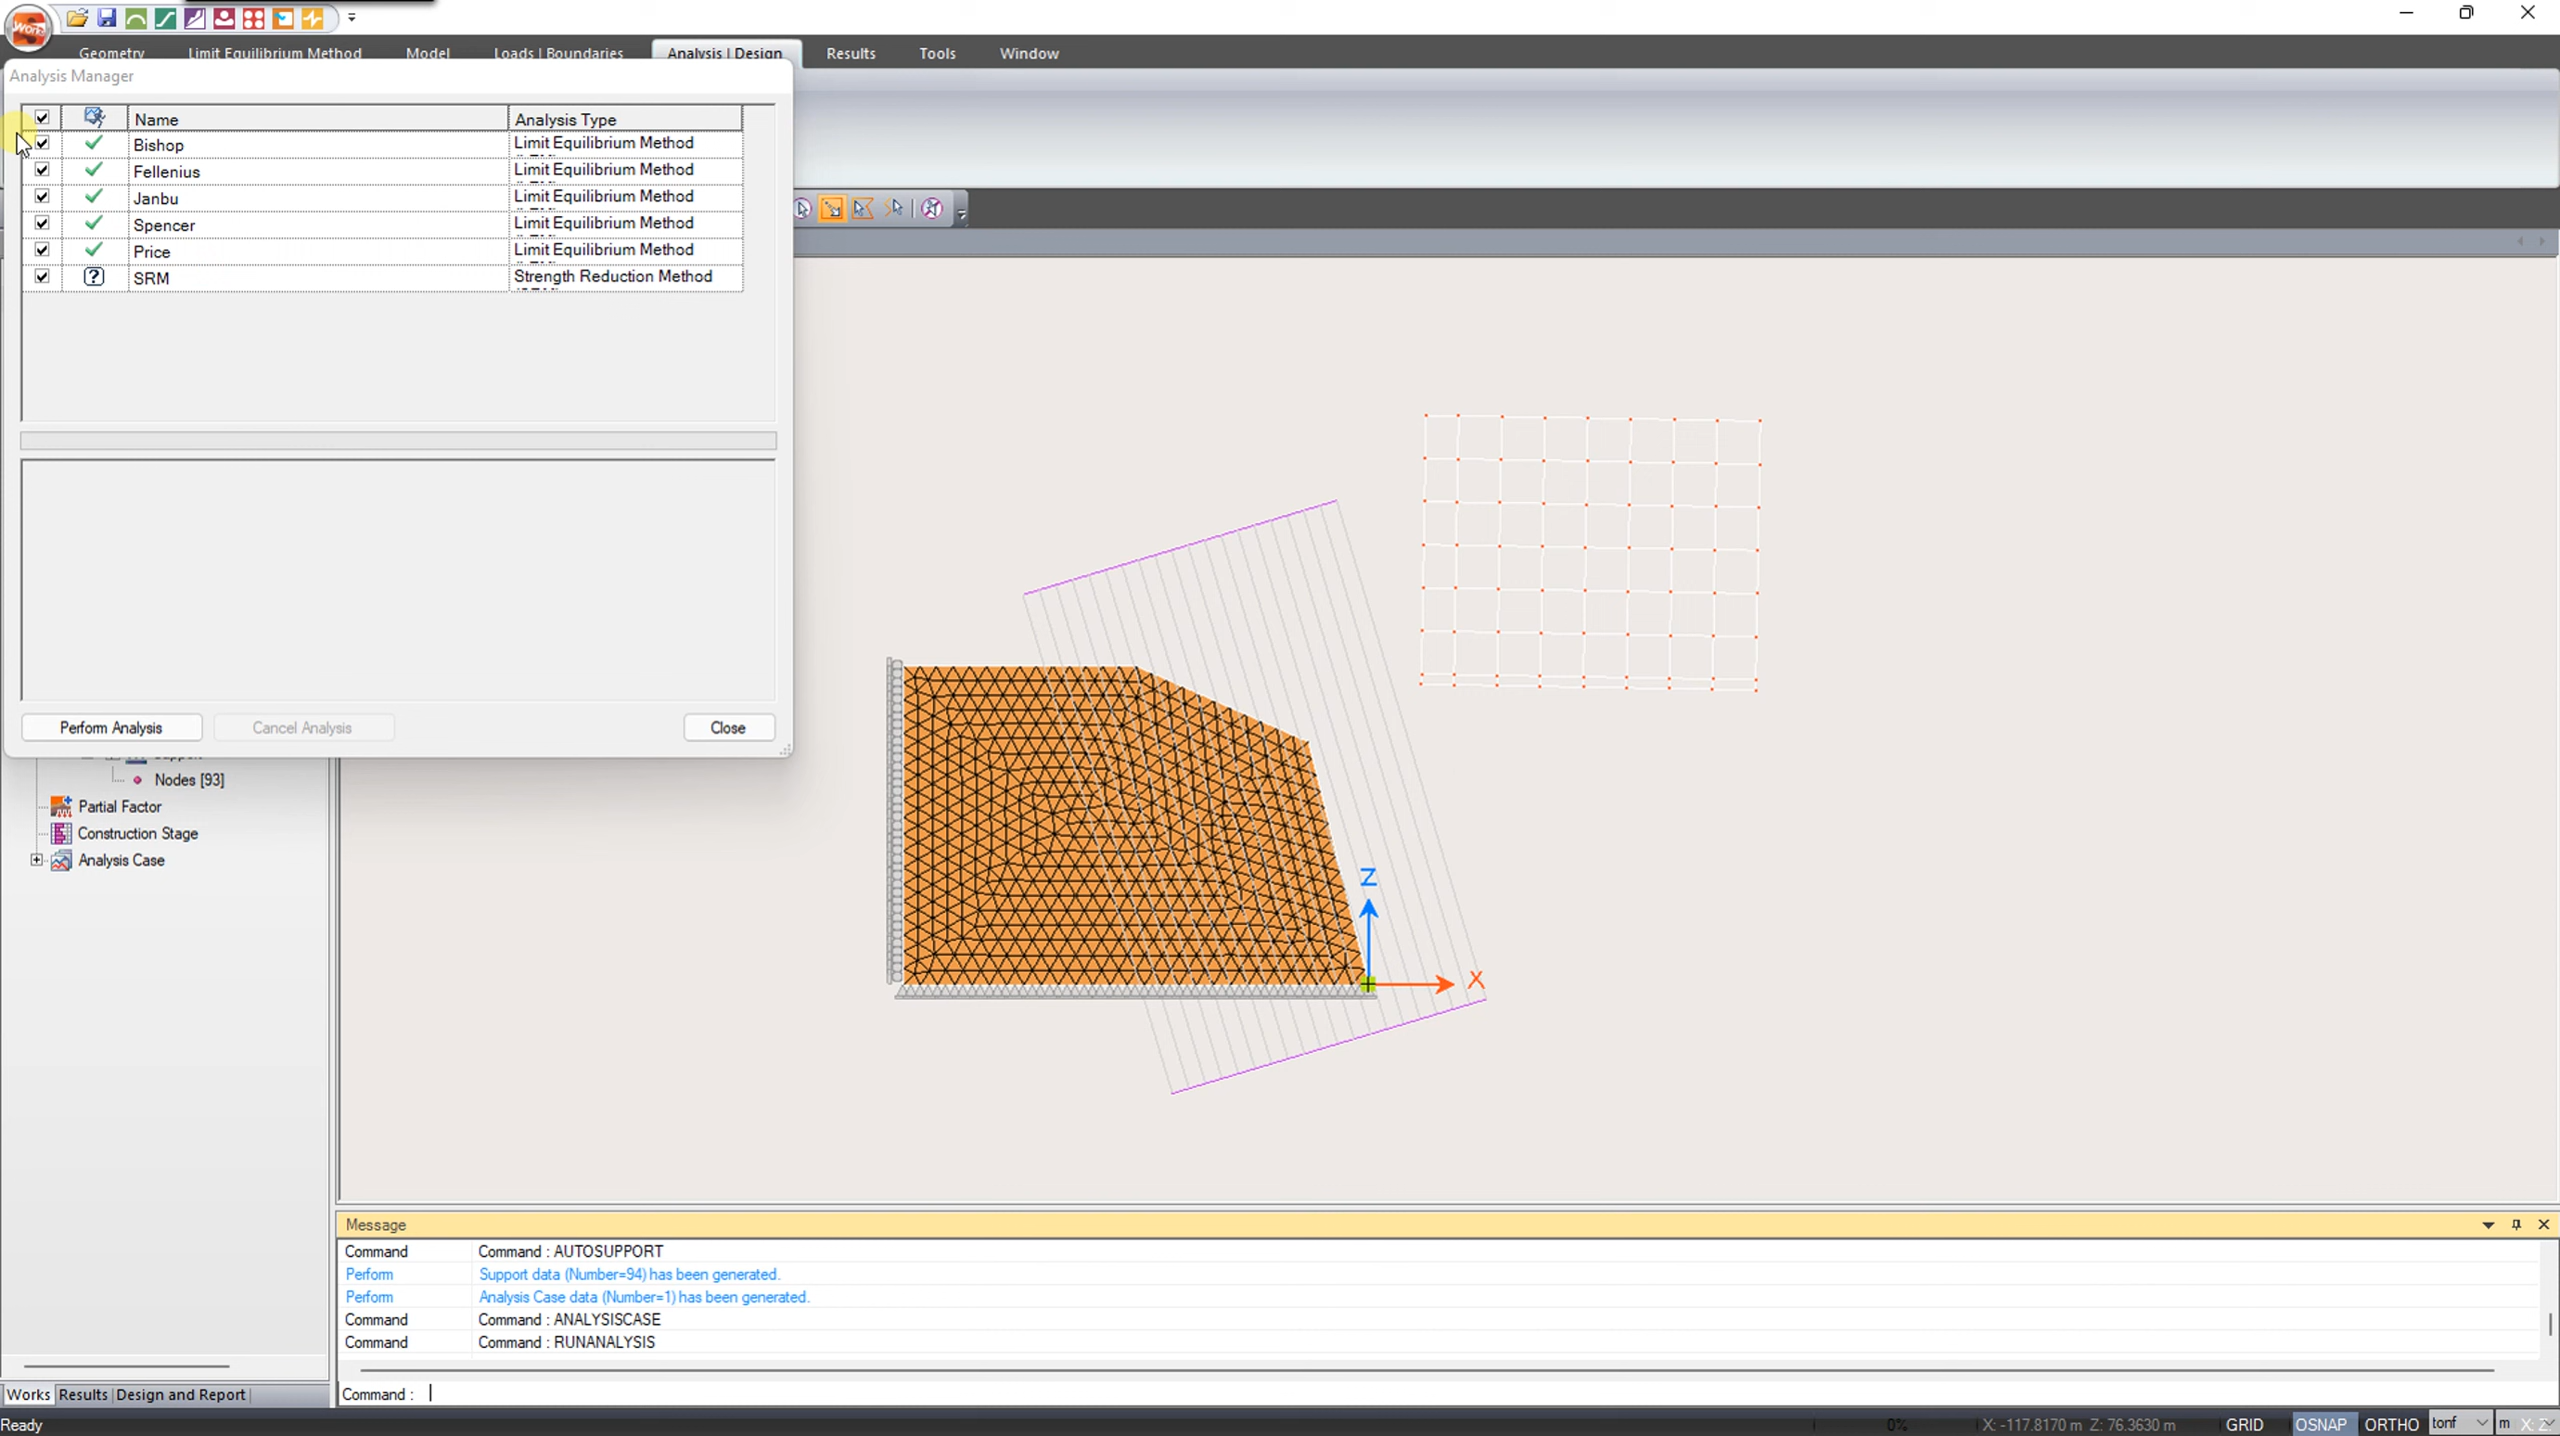 Works
Geometry Limit Equilibrium Method Model Loads | Boundaries Analysis | Design Results Tools Window
Analysis Manager
Name Analysis Type
Bishop Limit Equilibrium Method
Fellenius Limit Equilibrium Method
Janbu Limit Equilibrium Method
Spencer Limit Equilibrium Method
Price Limit Equilibrium Method
? SRM Strength Reduction Method
Perform Analysis Cancel Analysis Close
Nodes [93]
Partial Factor
Construction Stage
Analysis Case
Z
X
Message
Command Command : AUTOSUPPORT
Perform Support data (Number=94) has been generated.
Perform Analysis Case data (Number=1) has been generated.
Command Command : ANALYSISCASE
Command Command : RUNANALYSIS
Works Results Design and Report
Command :
Ready 0% X: -117.8170 m Z: 76.3630 m GRID OSNAP ORTHO tonf m